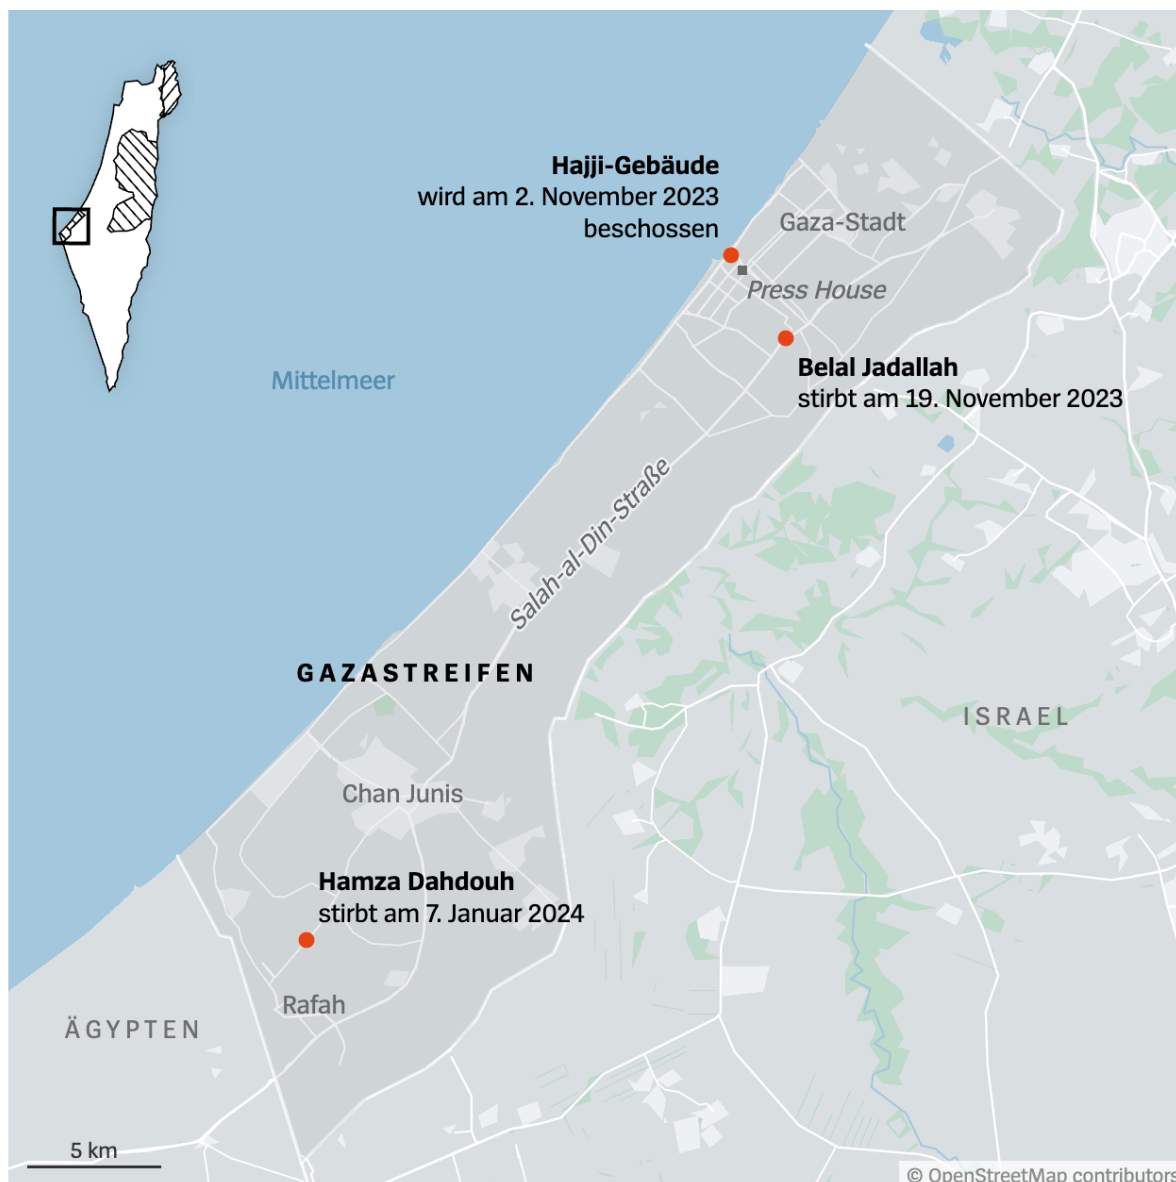 Hajji-Gebäude
wird am 2. November 2023
beschossen
Gaza-Stadt
Press House
Belal Jadallah
stirbt am 19. November 2023
Mittelmeer
Salah-al-Din-Straße
GAZASTREIFEN
ISRAEL
Chan Junis
Hamza Dahdouh
stirbt am 7. Januar 2024
Rafah
ÄGYPTEN
5 km
© OpenStreetMap contributors